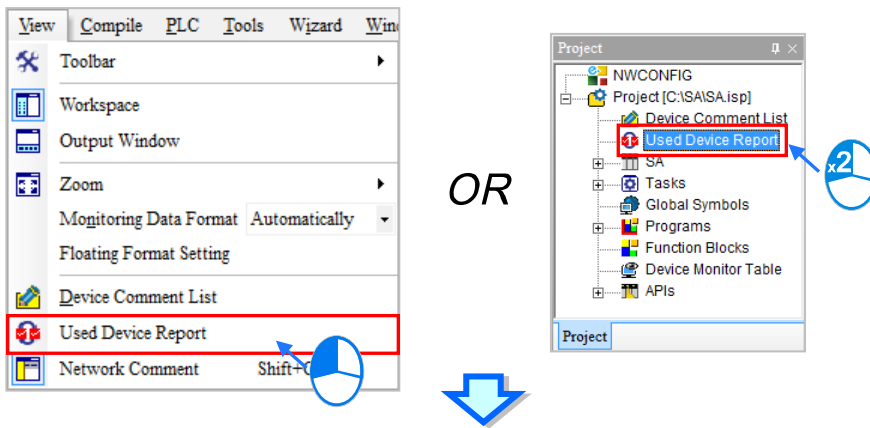 View Compile PLC Tools Wizard
Toolbar
Workspace
Output Window
Zoom
Monitoring Data Format Automatically
Floating Format Setting
Device Comment List
Used Device Report
Network Comment
OR
Project
NWCONFIG
Project [C:\SA\SA.isp]
Device Comment List
Used Device Report
SA
Tasks
Global Symbols
Programs
Function Blocks
Device Monitor Table
APIs
Project
x2